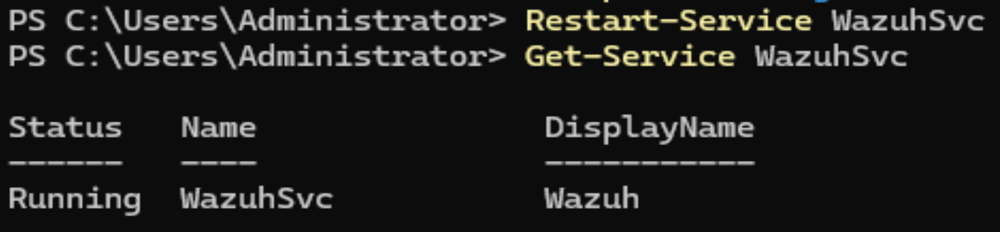 PS C:\Users\Administrator> Restart-Service WazuhSvc
PS C:\Users\Administrator> Get-Service WazuhSvc
Status   Name               DisplayName
------   ----               -----------
Running  WazuhSvc           Wazuh